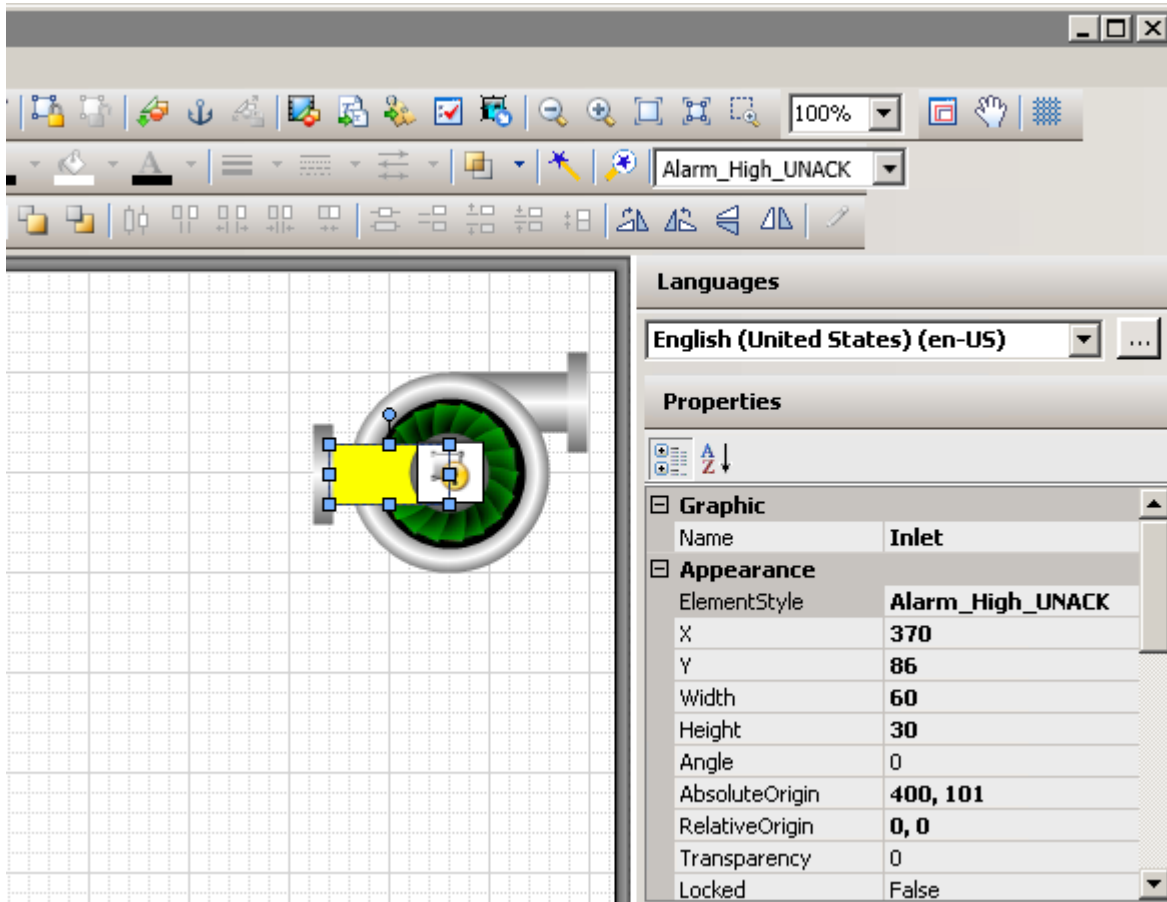 100%
A
Alarm_High_UNACK
Languages
English (United States) (en-US)
...
Properties
A
Z
Graphic
Name Inlet
Appearance
ElementStyle Alarm_High_UNACK
X 370
Y 86
Width 60
Height 30
Angle 0
AbsoluteOrigin 400, 101
RelativeOrigin 0, 0
Transparency 0
Locked False